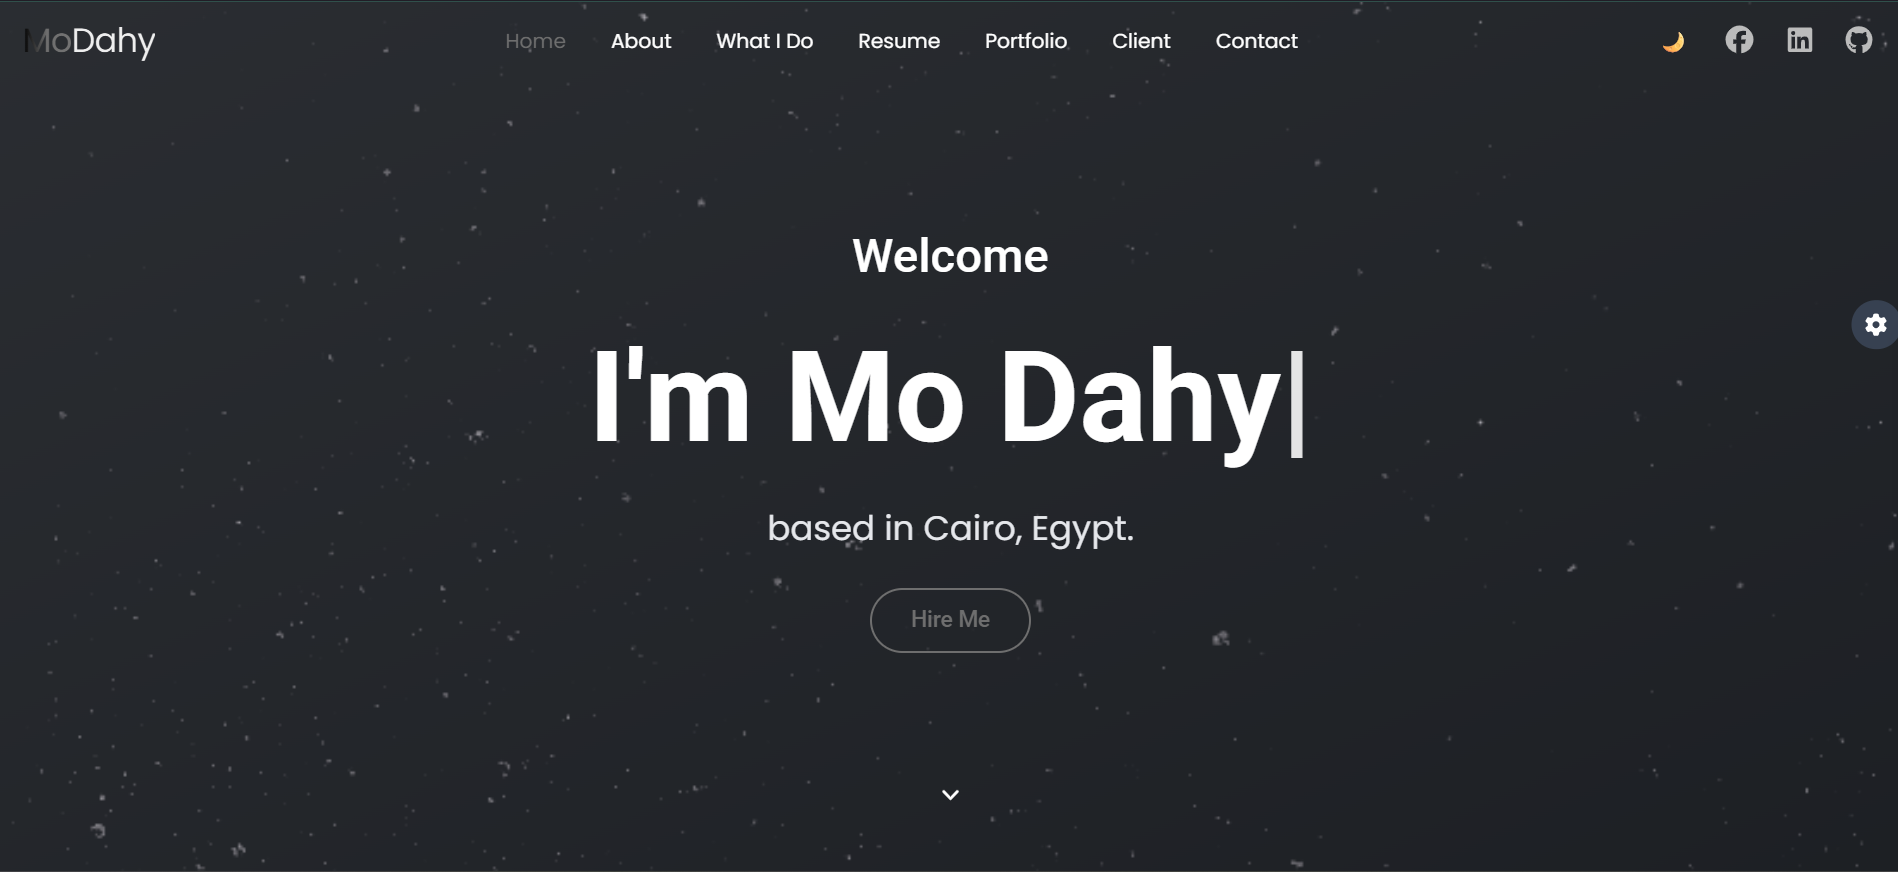 MoDahy
Home About What I Do Resume Portfolio Client Contact
Welcome
I'm Mo Dahy|
based in Cairo, Egypt.
Hire Me